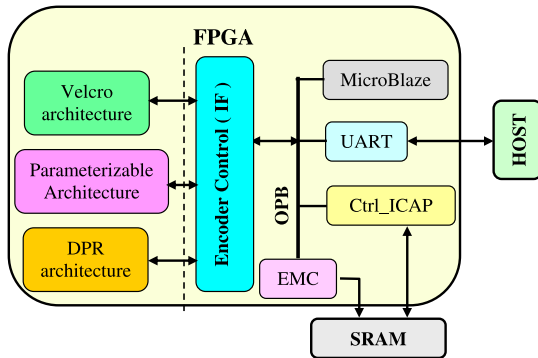 FPGA
Velcro
architecture
Parameterizable
Architecture
DPR
architecture
Encoder Control ( IF )
OPB
MicroBlaze
UART
Ctrl_ICAP
EMC
HOST
SRAM